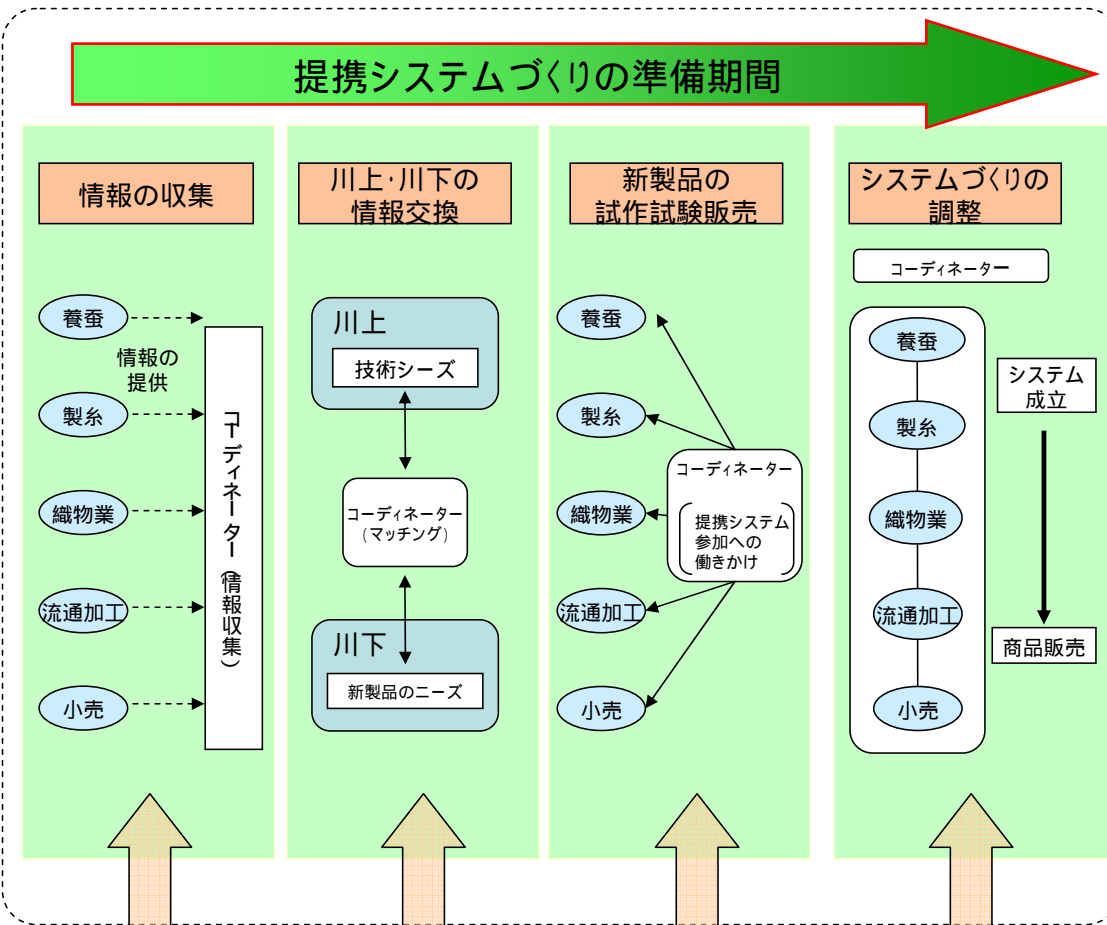 提携システムづくりの準備期間
情報の収集
養蚕
情報の
提供
製糸
織物業
流通加工
小売
コーディネーター（情報収集）
川上・川下の
情報交換
川上
技術シーズ
コーディネーター
（マッチング）
川下
新製品のニーズ
新製品の
試作試験販売
養蚕
製糸
織物業
流通加工
小売
コーディネーター
提携システム
参加への
働きかけ
システムづくりの
調整
コーディネーター
養蚕
製糸
織物業
流通加工
小売
システム
成立
商品販売